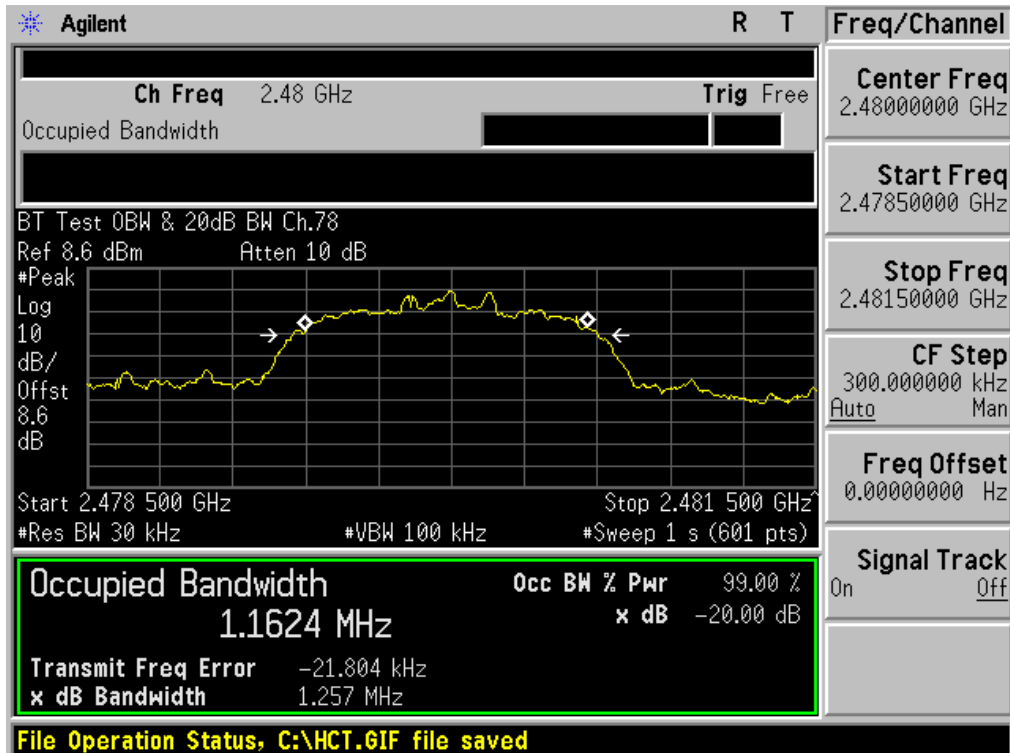 Agilent R T
Freq/Channel
Ch Freq 2.48 GHz Trig Free
Occupied Bandwidth
BT Test OBW & 20dB BW Ch.78
Ref 8.6 dBm Atten 10 dB
#Peak
Log
10
dB/
Offst
8.6
dB
Start 2.478 500 GHz Stop 2.481 500 GHz^
#Res BW 30 kHz #VBW 100 kHz #Sweep 1 s (601 pts)
Occupied Bandwidth
1.1624 MHz
Occ BW % Pwr 99.00 %
x dB -20.00 dB
Transmit Freq Error -21.804 kHz
x dB Bandwidth 1.257 MHz
File Operation Status, C:\HCT.GIF file saved
Center Freq
2.48000000 GHz
Start Freq
2.47850000 GHz
Stop Freq
2.48150000 GHz
CF Step
300.000000 kHz
Auto Man
Freq Offset
0.00000000 Hz
Signal Track
On Off